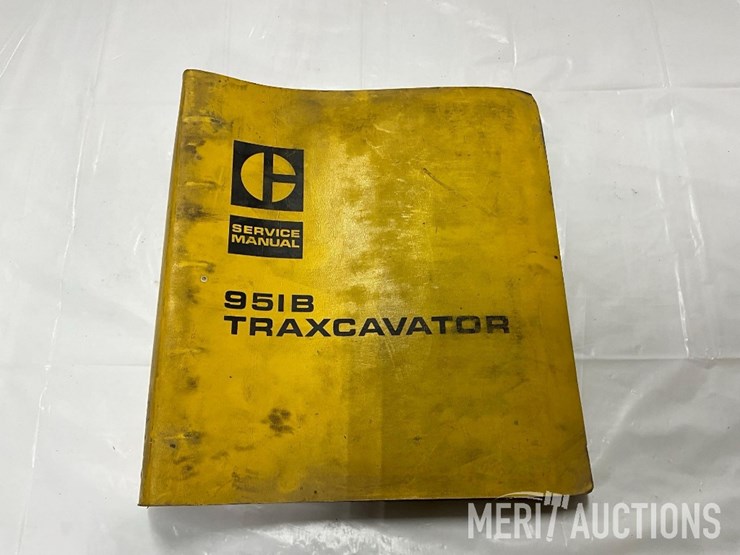 SERVICE
MANUAL
951B
TRAXCAVATOR
MERIT AUCTIONS